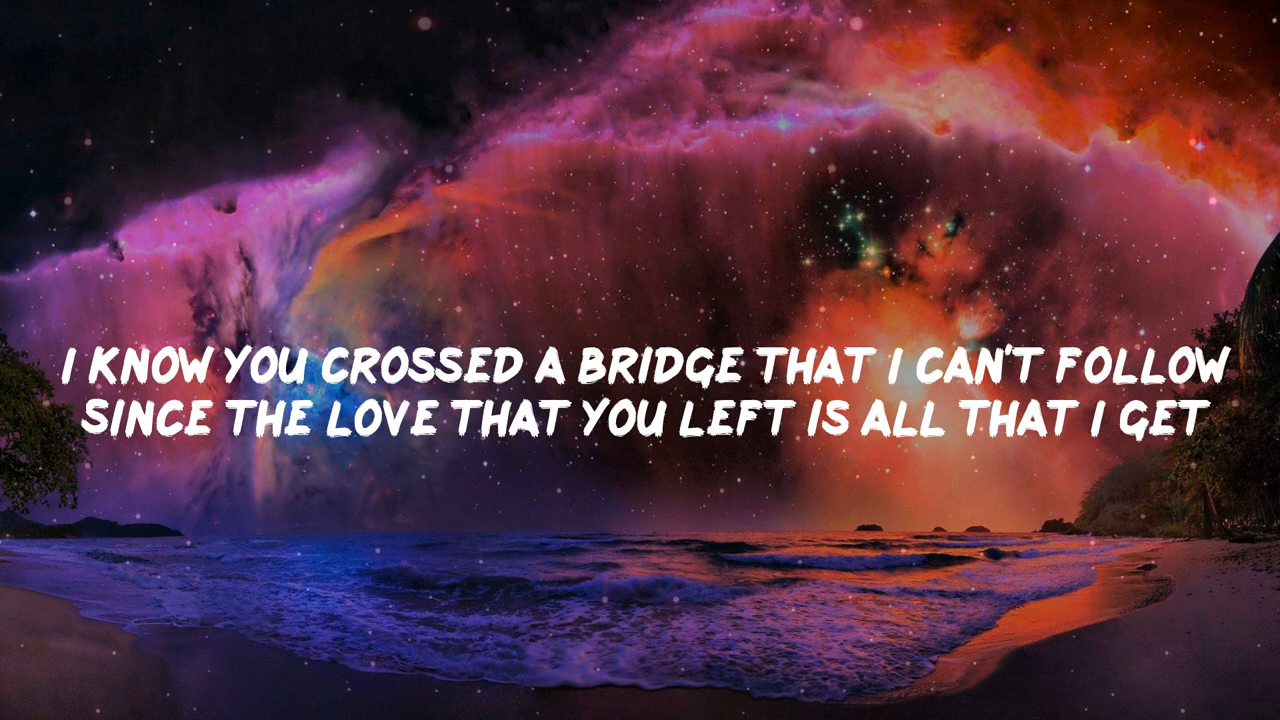 I KNOW YOU CROSSED A BRIDGE THAT I CAN'T FOLLOW
SINCE THE LOVE THAT YOU LEFT IS ALL THAT I GET